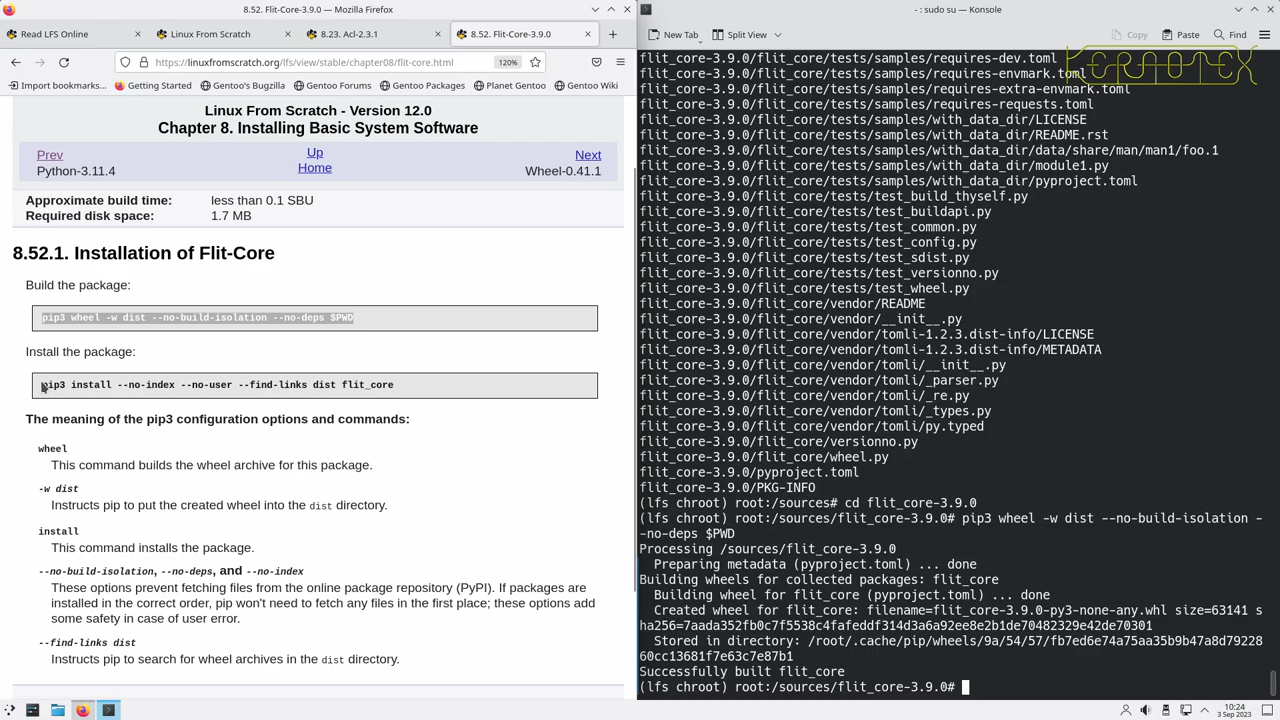 8.52. Flit-Core-3.9.0 — Mozilla Firefox
Read LFS Online
Linux From Scratch
8.23. Acl-2.3.1
8.52. Flit-Core-3.9.0
https://linuxfromscratch.org/lfs/view/stable/chapter08/flit-core.html
120%
Import bookmarks...
Getting Started
Gentoo's Bugzilla
Gentoo Forums
Gentoo Packages
Planet Gentoo
Gentoo Wiki
Linux From Scratch - Version 12.0
Chapter 8. Installing Basic System Software
Prev
Up
Next
Python-3.11.4
Home
Wheel-0.41.1
Approximate build time: less than 0.1 SBU
Required disk space: 1.7 MB
8.52.1. Installation of Flit-Core
Build the package:
pip3 wheel -w dist --no-build-isolation --no-deps $PWD
Install the package:
pip3 install --no-index --no-user --find-links dist flit_core
The meaning of the pip3 configuration options and commands:
wheel
This command builds the wheel archive for this package.
-w dist
Instructs pip to put the created wheel into the dist directory.
install
This command installs the package.
--no-build-isolation, --no-deps, and --no-index
These options prevent fetching files from the online package repository (PyPI). If packages are
installed in the correct order, pip won't need to fetch any files in the first place; these options add
some safety in case of user error.
--find-links dist
Instructs pip to search for wheel archives in the dist directory.
- : sudo su — Konsole
New Tab
Split View
Copy
Paste
Find
KERNOTEX
flit_core-3.9.0/flit_core/tests/samples/requires-dev.toml
flit_core-3.9.0/flit_core/tests/samples/requires-envmark.toml
flit_core-3.9.0/flit_core/tests/samples/requires-extra-envmark.toml
flit_core-3.9.0/flit_core/tests/samples/requires-requests.toml
flit_core-3.9.0/flit_core/tests/samples/with_data_dir/LICENSE
flit_core-3.9.0/flit_core/tests/samples/with_data_dir/README.rst
flit_core-3.9.0/flit_core/tests/samples/with_data_dir/data/share/man/man1/foo.1
flit_core-3.9.0/flit_core/tests/samples/with_data_dir/module1.py
flit_core-3.9.0/flit_core/tests/samples/with_data_dir/pyproject.toml
flit_core-3.9.0/flit_core/tests/test_build_thyself.py
flit_core-3.9.0/flit_core/tests/test_buildapi.py
flit_core-3.9.0/flit_core/tests/test_common.py
flit_core-3.9.0/flit_core/tests/test_config.py
flit_core-3.9.0/flit_core/tests/test_sdist.py
flit_core-3.9.0/flit_core/tests/test_versionno.py
flit_core-3.9.0/flit_core/tests/test_wheel.py
flit_core-3.9.0/flit_core/vendor/README
flit_core-3.9.0/flit_core/vendor/__init__.py
flit_core-3.9.0/flit_core/vendor/tomli-1.2.3.dist-info/LICENSE
flit_core-3.9.0/flit_core/vendor/tomli-1.2.3.dist-info/METADATA
flit_core-3.9.0/flit_core/vendor/tomli/__init__.py
flit_core-3.9.0/flit_core/vendor/tomli/_parser.py
flit_core-3.9.0/flit_core/vendor/tomli/_re.py
flit_core-3.9.0/flit_core/vendor/tomli/_types.py
flit_core-3.9.0/flit_core/vendor/tomli/py.typed
flit_core-3.9.0/flit_core/versionno.py
flit_core-3.9.0/flit_core/wheel.py
flit_core-3.9.0/pyproject.toml
flit_core-3.9.0/PKG-INFO
(lfs chroot) root:/sources# cd flit_core-3.9.0
(lfs chroot) root:/sources/flit_core-3.9.0# pip3 wheel -w dist --no-build-isolation -
-no-deps $PWD
Processing /sources/flit_core-3.9.0
Preparing metadata (pyproject.toml) ... done
Building wheels for collected packages: flit_core
Building wheel for flit_core (pyproject.toml) ... done
Created wheel for flit_core: filename=flit_core-3.9.0-py3-none-any.whl size=63141 s
ha256=7aada352fb0c7f5538c4fafeddf314d3a6a92ee8e2b1de70482329e42de70301
Stored in directory: /root/.cache/pip/wheels/9a/54/57/fb7ed6e74a75aa35b9b47a8d79228
60cc13681f7e63c7e87b1
Successfully built flit_core
(lfs chroot) root:/sources/flit_core-3.9.0#
10:24
3 Sep 2023